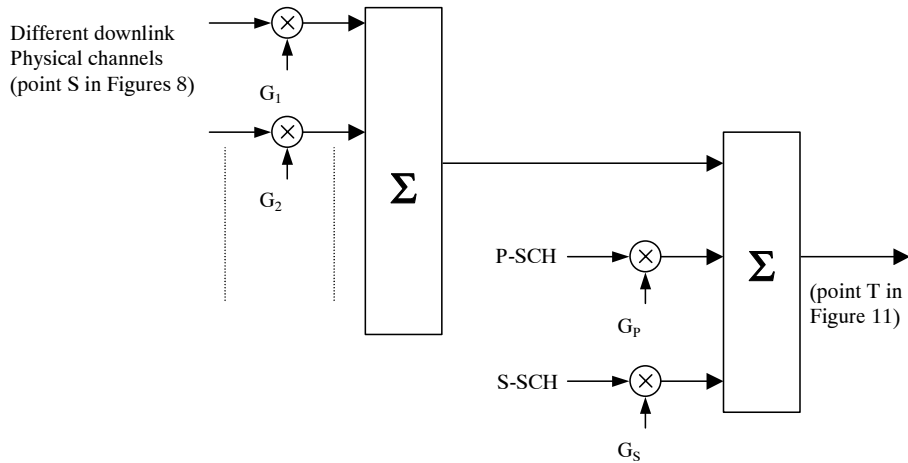 Different downlink
Physical channels
(point S in Figures 8)
G1
G2
Σ
P-SCH
GP
Σ
(point T in
Figure 11)
S-SCH
GS